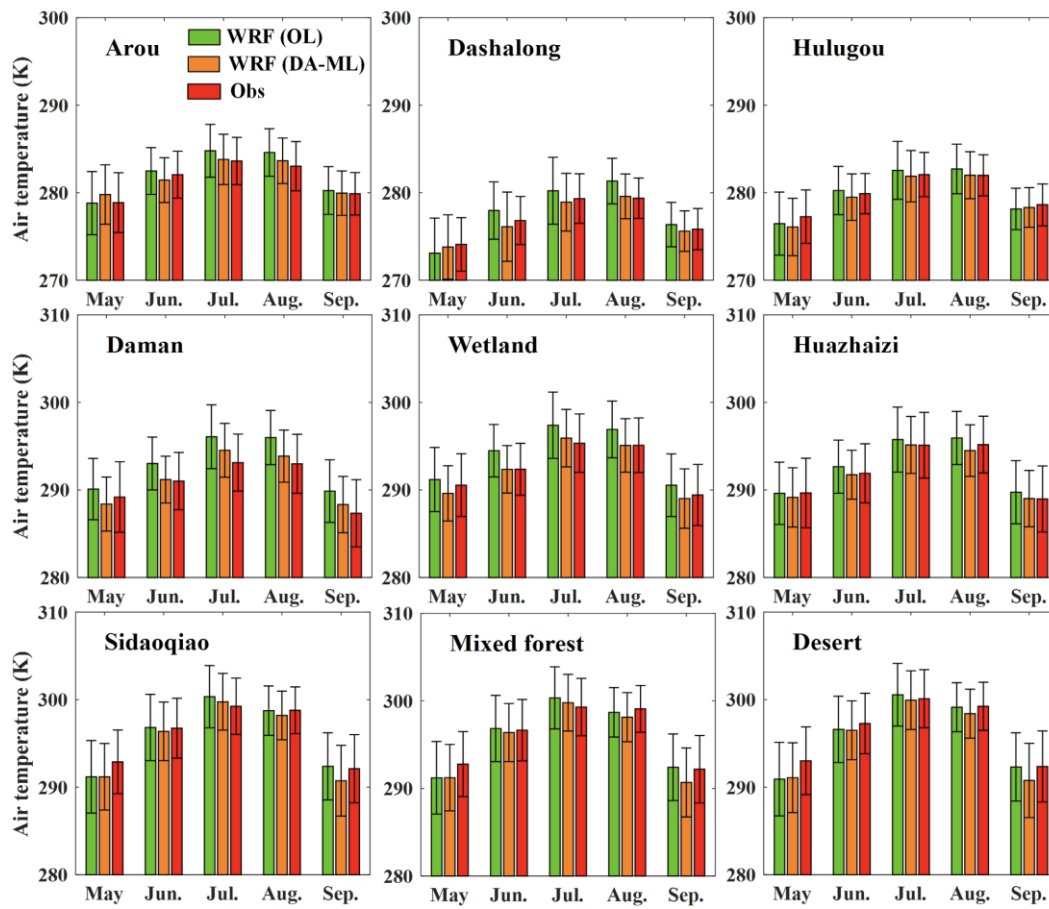 300
290
280
270
Air temperature (K)
Arou
WRF (OL)
WRF (DA-ML)
Obs
May Jun. Jul. Aug. Sep.
300
290
280
270
Dashalong
May Jun. Jul. Aug. Sep.
300
290
280
270
Hulugou
May Jun. Jul. Aug. Sep.
310
300
290
280
Air temperature (K)
Daman
May Jun. Jul. Aug. Sep.
310
300
290
280
Wetland
May Jun. Jul. Aug. Sep.
310
300
290
280
Huazhaizi
May Jun. Jul. Aug. Sep.
310
300
290
280
Air temperature (K)
Sidaoqiao
May Jun. Jul. Aug. Sep.
310
300
290
280
Mixed forest
May Jun. Jul. Aug. Sep.
310
300
290
280
Desert
May Jun. Jul. Aug. Sep.